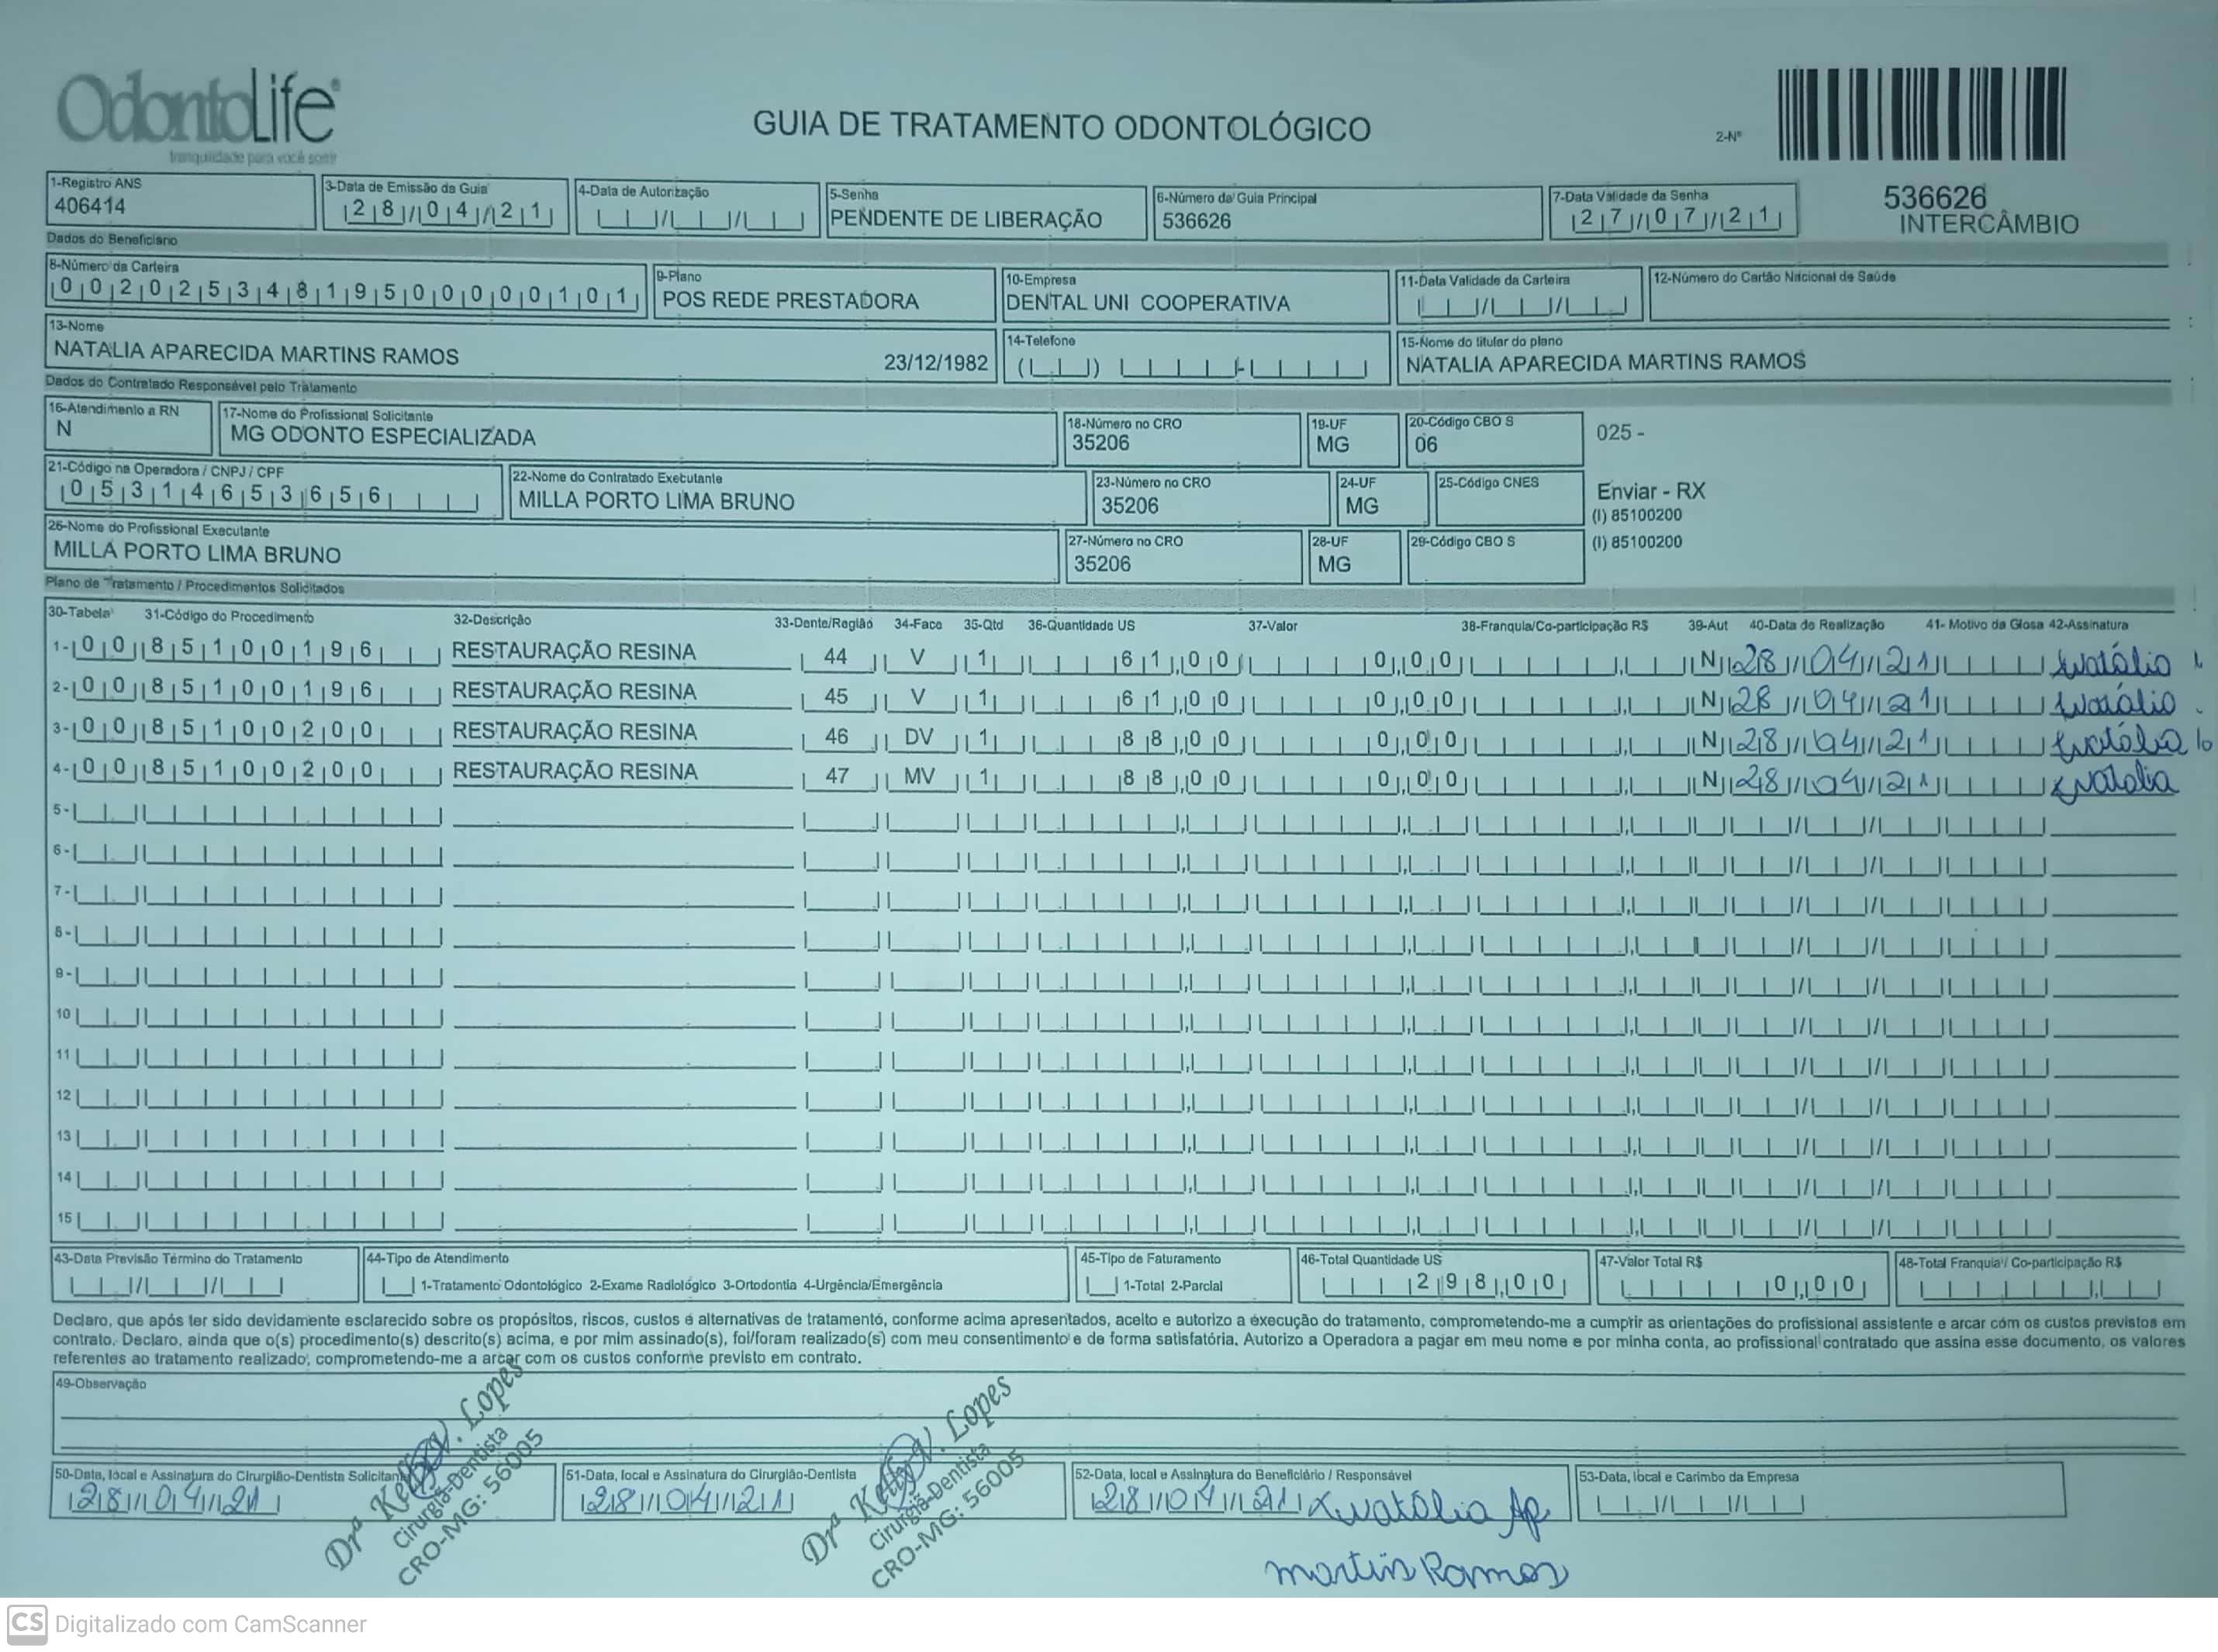 OdontoLife®
tranquilidade para você sorrir
GUIA DE TRATAMENTO ODONTOLÓGICO
2-Nº
536626
INTERCÂMBIO
1-Registro ANS
406414
3-Data de Emissão da Guia
28/04/21
4-Data de Autorização
5-Senha
PENDENTE DE LIBERAÇÃO
6-Número da Guia Principal
536626
7-Data Validade da Senha
27/07/21
Dados do Beneficiário
8-Número da Carteira
00202534819500000101
9-Plano
POS REDE PRESTADORA
10-Empresa
DENTAL UNI COOPERATIVA
11-Data Validade da Carteira
12-Número do Cartão Nacional de Saúde
13-Nome
NATALIA APARECIDA MARTINS RAMOS 23/12/1982
14-Telefone
15-Nome do titular do plano
NATALIA APARECIDA MARTINS RAMOS
Dados do Contratado Responsável pelo Tratamento
16-Atendimento a RN
N
17-Nome do Profissional Solicitante
MG ODONTO ESPECIALIZADA
18-Número no CRO
35206
19-UF
MG
20-Código CBO S
06
025 -
21-Código na Operadora / CNPJ / CPF
05314653656
22-Nome do Contratado Executante
MILLA PORTO LIMA BRUNO
23-Número no CRO
35206
24-UF
MG
25-Código CNES
Enviar - RX
(I) 85100200
(I) 85100200
26-Nome do Profissional Executante
MILLA PORTO LIMA BRUNO
27-Número no CRO
35206
28-UF
MG
29-Código CBO S
Plano de Tratamento / Procedimentos Solicitados
30-Tabela 31-Código do Procedimento 32-Descrição 33-Dente/Região 34-Face 35-Qtd 36-Quantidade US 37-Valor 38-Franquia/Co-participação R$ 39-Aut 40-Data de Realização 41- Motivo da Glosa 42-Assinatura
1- 00 85100196 RESTAURAÇÃO RESINA 44 V 1 61,00 0,00 N 28/04/21 Natália
2- 00 85100196 RESTAURAÇÃO RESINA 45 V 1 61,00 0,00 N 28/04/21 Natália
3- 00 85100200 RESTAURAÇÃO RESINA 46 DV 1 88,00 0,00 N 28/04/21 Natália
4- 00 85100200 RESTAURAÇÃO RESINA 47 MV 1 88,00 0,00 N 28/04/21 Natalia
5-
6-
7-
8-
9-
10
11
12
13
14
15
43-Data Previsão Término do Tratamento
44-Tipo de Atendimento
1-Tratamento Odontológico 2-Exame Radiológico 3-Ortodontia 4-Urgência/Emergência
45-Tipo de Faturamento
1-Total 2-Parcial
46-Total Quantidade US
298,00
47-Valor Total R$
0,00
48-Total Franquia / Co-participação R$
Declaro, que após ter sido devidamente esclarecido sobre os propósitos, riscos, custos e alternativas de tratamento, conforme acima apresentados, aceito e autorizo a execução do tratamento, comprometendo-me a cumprir as orientações do profissional assistente e arcar com os custos previstos em
contrato. Declaro, ainda que o(s) procedimento(s) descrito(s) acima, e por mim assinado(s), foi/foram realizado(s) com meu consentimento e de forma satisfatória. Autorizo a Operadora a pagar em meu nome e por minha conta, ao profissional contratado que assina esse documento, os valores
referentes ao tratamento realizado, comprometendo-me a arcar com os custos conforme previsto em contrato.
49-Observação
50-Data, local e Assinatura do Cirurgião-Dentista Solicitante
28/04/21
Lopes
Cirurgiã-Dentista
CRO-MG: 56005
51-Data, local e Assinatura do Cirurgião-Dentista
28/04/21
Lopes
Cirurgiã-Dentista
CRO-MG: 56005
52-Data, local e Assinatura do Beneficiário / Responsável
28/04/21 Natália Ap.
Martins Ramos
53-Data, local e Carimbo da Empresa
CS Digitalizado com CamScanner